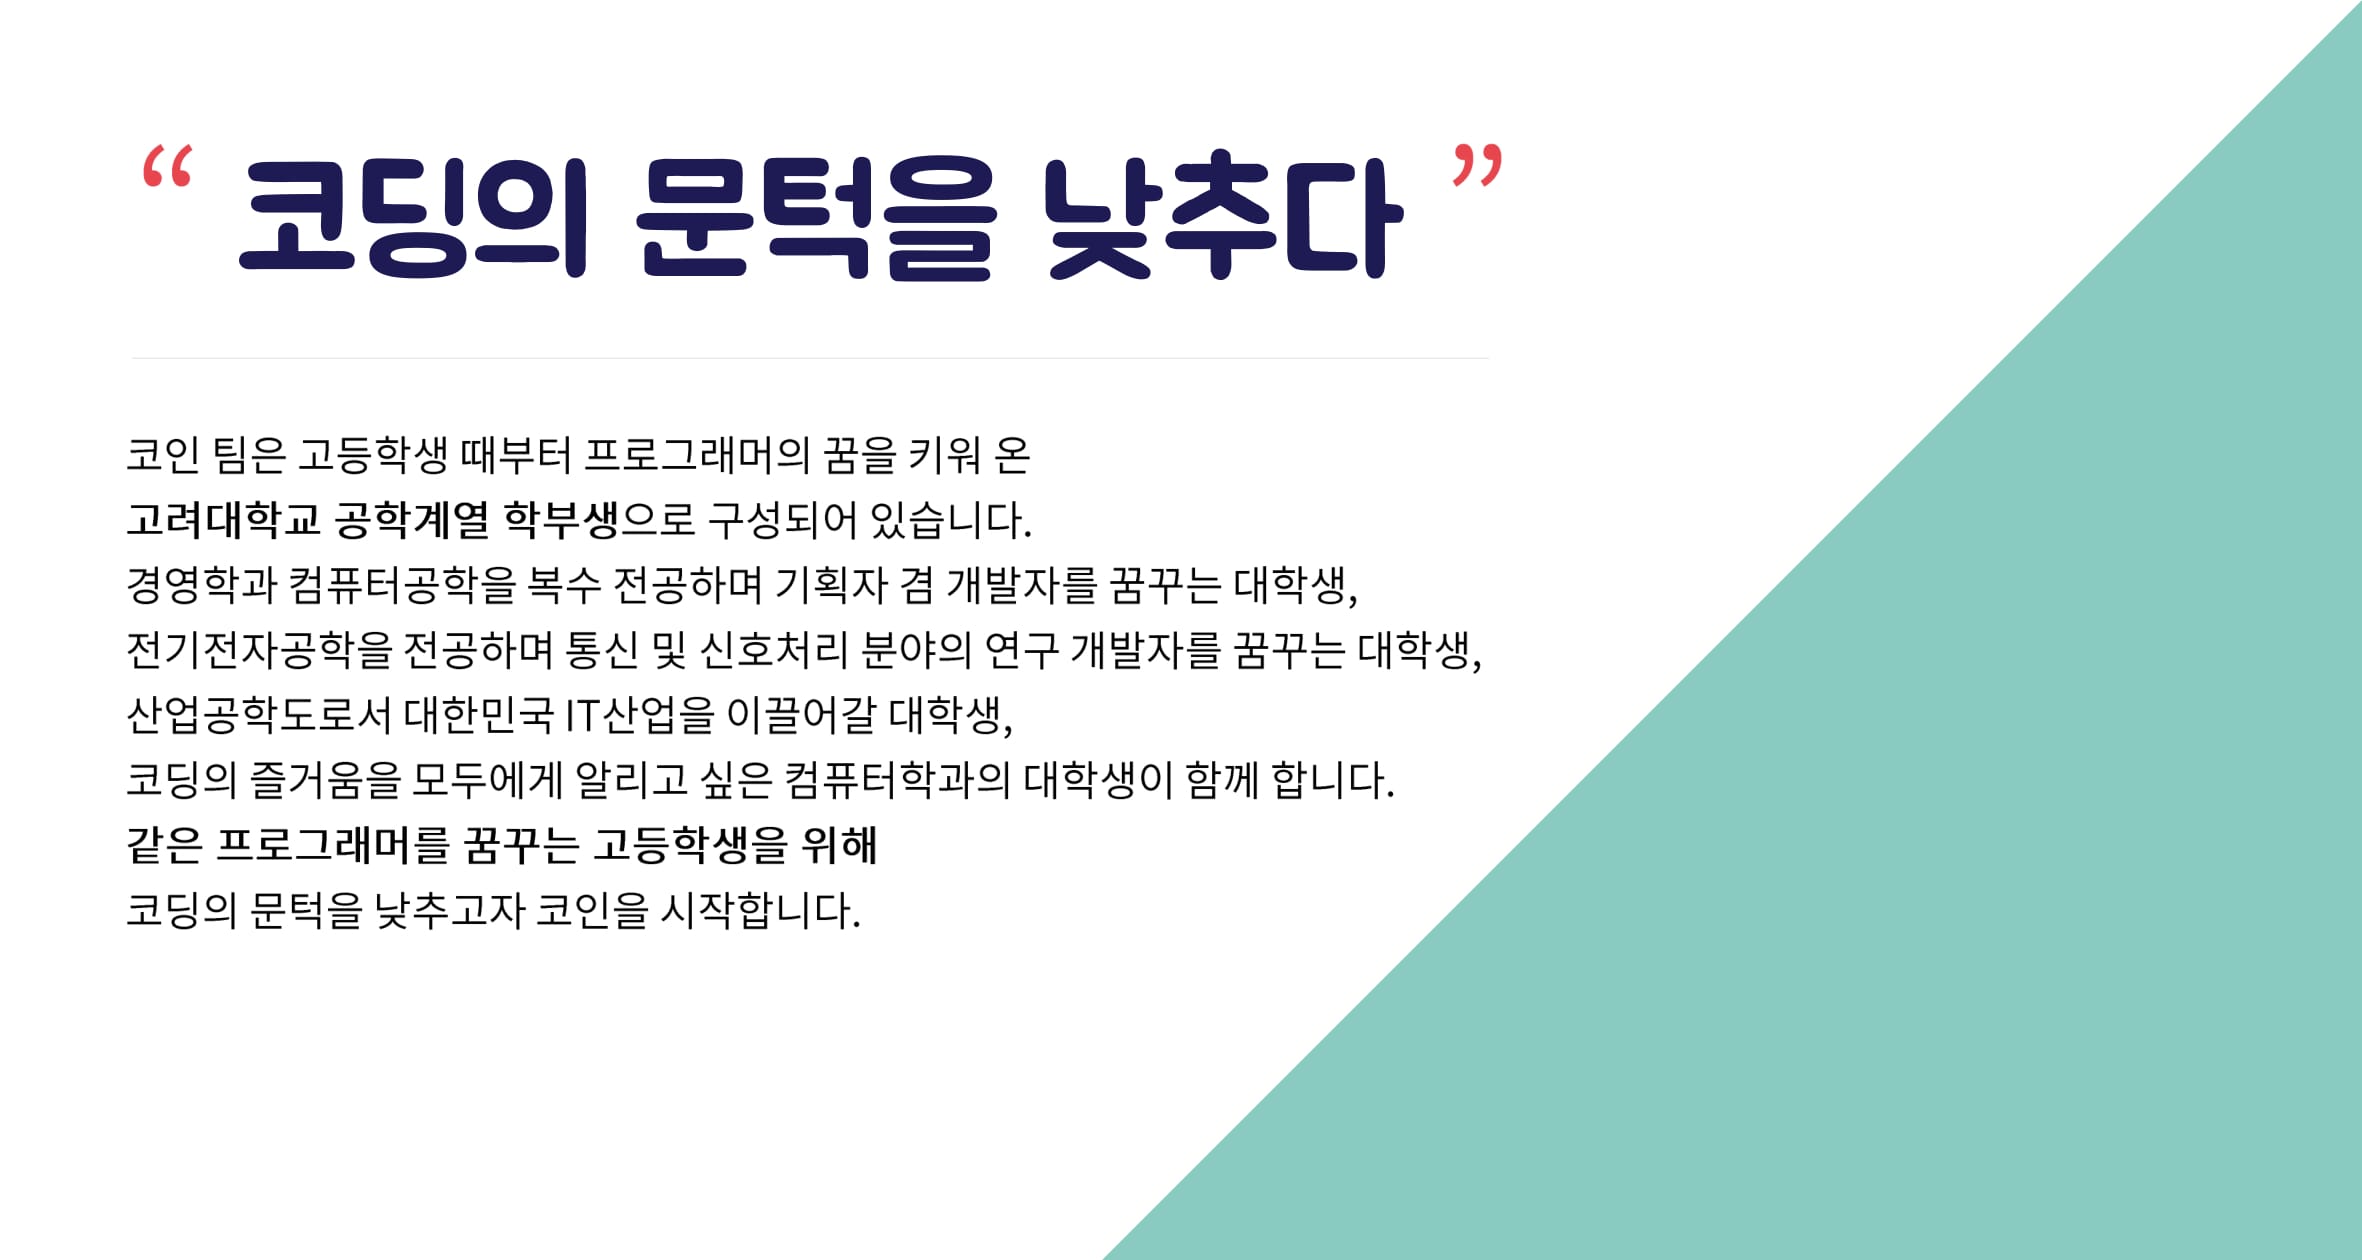 “ 코딩의 문턱을 낮추다 ”
코인 팀은 고등학생 때부터 프로그래머의 꿈을 키워 온
고려대학교 공학계열 학부생으로 구성되어 있습니다.
경영학과 컴퓨터공학을 복수 전공하며 기획자 겸 개발자를 꿈꾸는 대학생,
전기전자공학을 전공하며 통신 및 신호처리 분야의 연구 개발자를 꿈꾸는 대학생,
산업공학도로서 대한민국 IT산업을 이끌어갈 대학생,
코딩의 즐거움을 모두에게 알리고 싶은 컴퓨터학과의 대학생이 함께 합니다.
같은 프로그래머를 꿈꾸는 고등학생을 위해
코딩의 문턱을 낮추고자 코인을 시작합니다.